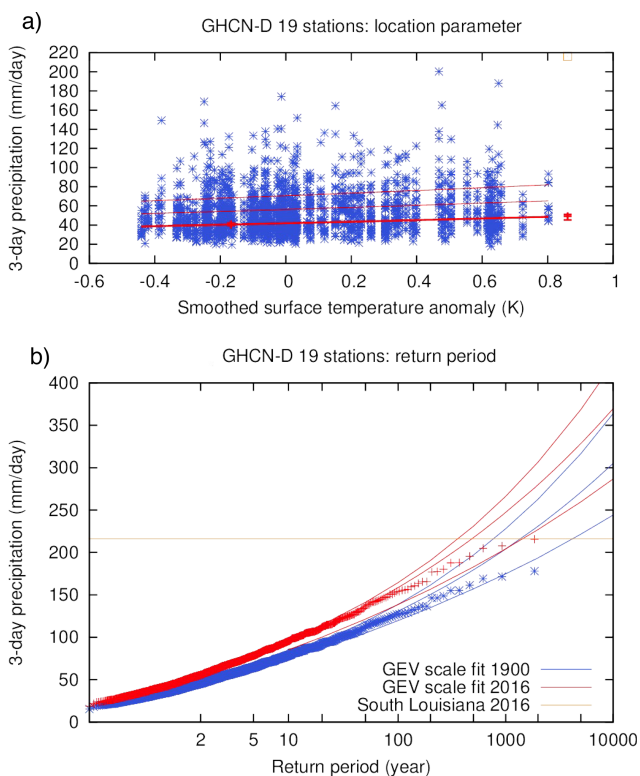 a)
GHCN-D 19 stations: location parameter
3-day precipitation (mm/day)
220
200
180
160
140
120
100
80
60
40
20
0
-0.6 -0.4 -0.2 0 0.2 0.4 0.6 0.8 1
Smoothed surface temperature anomaly (K)
b)
GHCN-D 19 stations: return period
3-day precipitation (mm/day)
400
350
300
250
200
150
100
50
0
GEV scale fit 1900
GEV scale fit 2016
South Louisiana 2016
2 5 10 100 1000 10000
Return period (year)